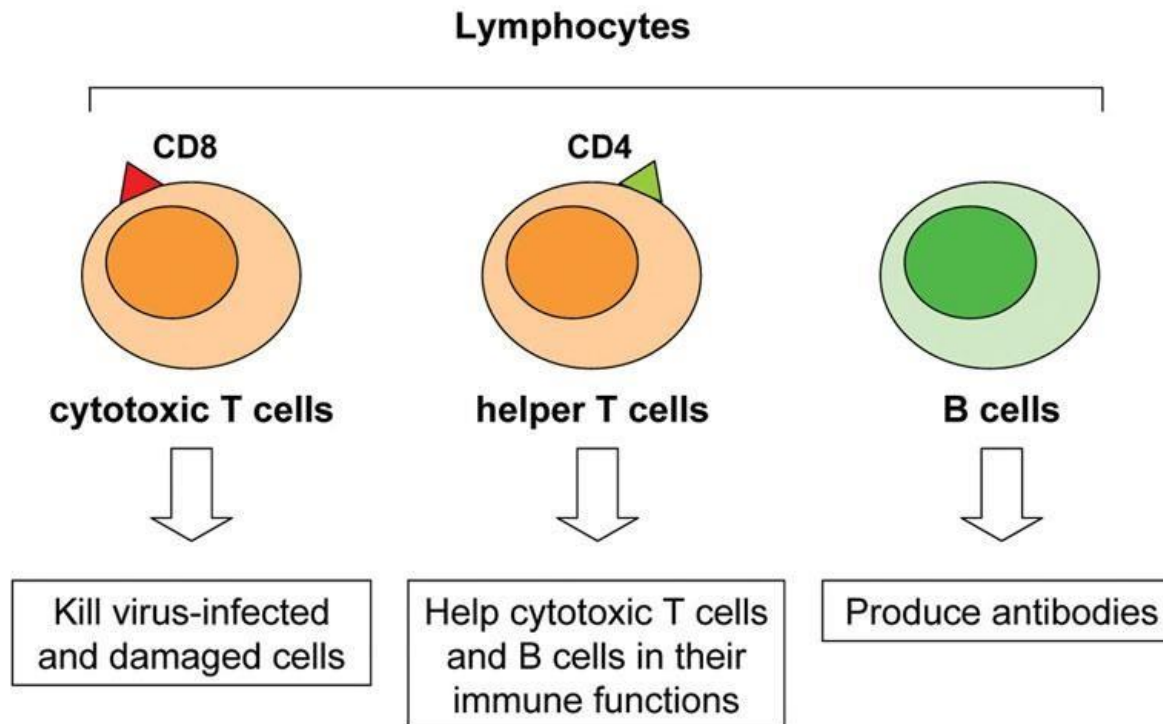 Lymphocytes
CD8
CD4
cytotoxic T cells
helper T cells
B cells
Kill virus-infected
and damaged cells
Help cytotoxic T cells
and B cells in their
immune functions
Produce antibodies